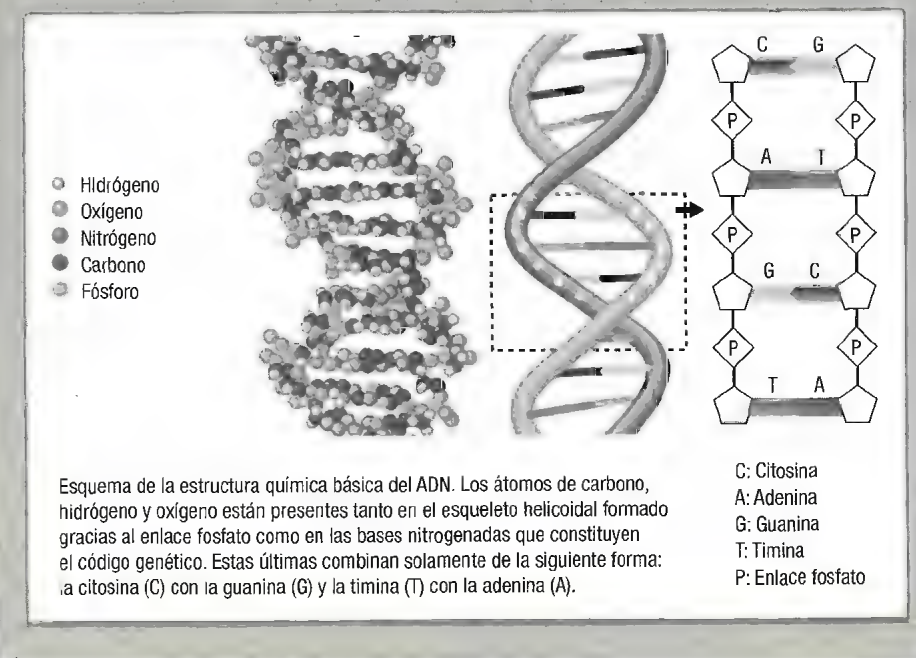 Hidrógeno
Oxígeno
Nitrógeno
Carbono
Fósforo
C G
P P
A T
P P
G C
P P
T A
Esquema de la estructura química básica del ADN. Los átomos de carbono,
hidrógeno y oxígeno están presentes tanto en el esqueleto helicoidal formado
gracias al enlace fosfato como en las bases nitrogenadas que constituyen
el código genético. Estas últimas combinan solamente de la siguiente forma:
la citosina (C) con la guanina (G) y la timina (T) con la adenina (A).
C: Citosina
A: Adenina
G: Guanina
T: Timina
P: Enlace fosfato